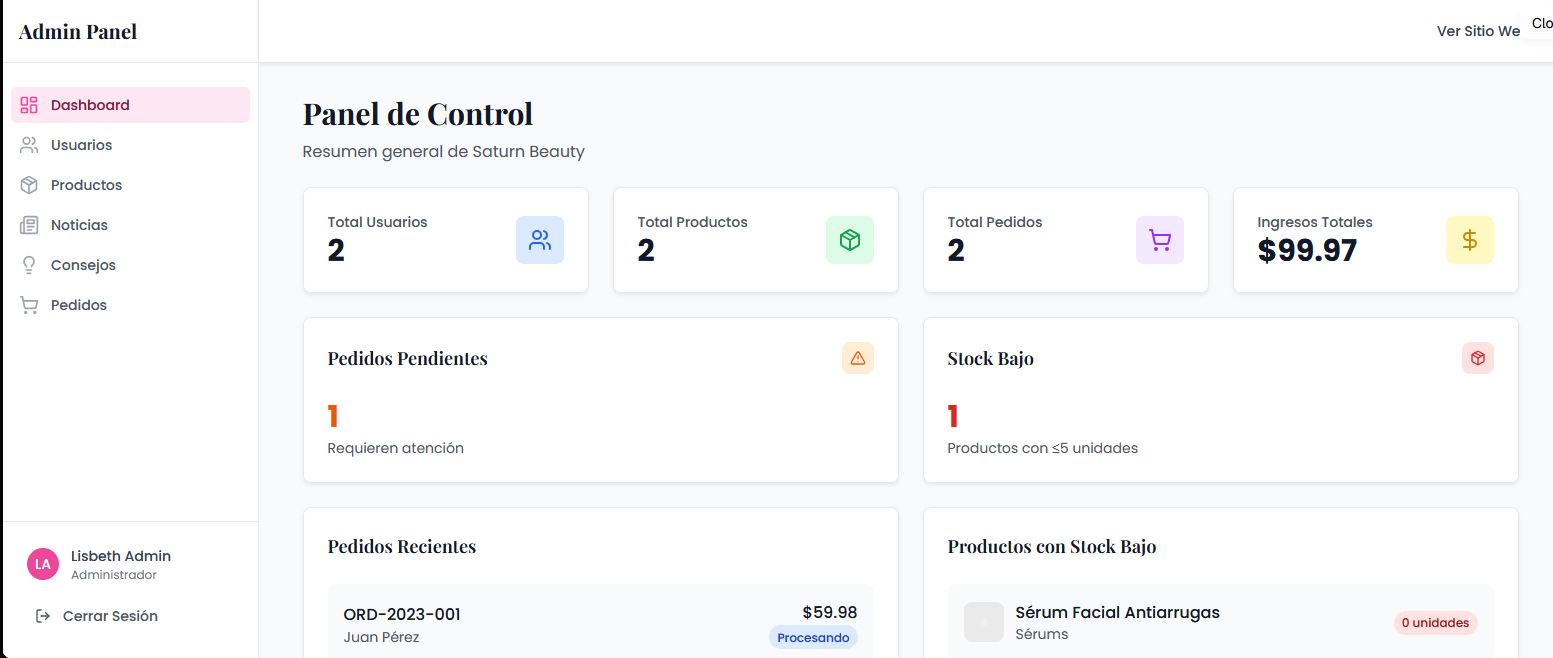 Admin Panel
Ver Sitio We
Clo
Dashboard
Usuarios
Productos
Noticias
Consejos
Pedidos
Lisbeth Admin
LA
Administrador
Cerrar Sesión
Panel de Control
Resumen general de Saturn Beauty
Total Usuarios
2
Total Productos
2
Total Pedidos
2
Ingresos Totales
$99.97
Pedidos Pendientes
1
Requieren atención
Stock Bajo
1
Productos con ≤5 unidades
Pedidos Recientes
ORD-2023-001
$59.98
Juan Pérez
Procesando
Productos con Stock Bajo
Sérum Facial Antiarrugas
Sérums
0 unidades